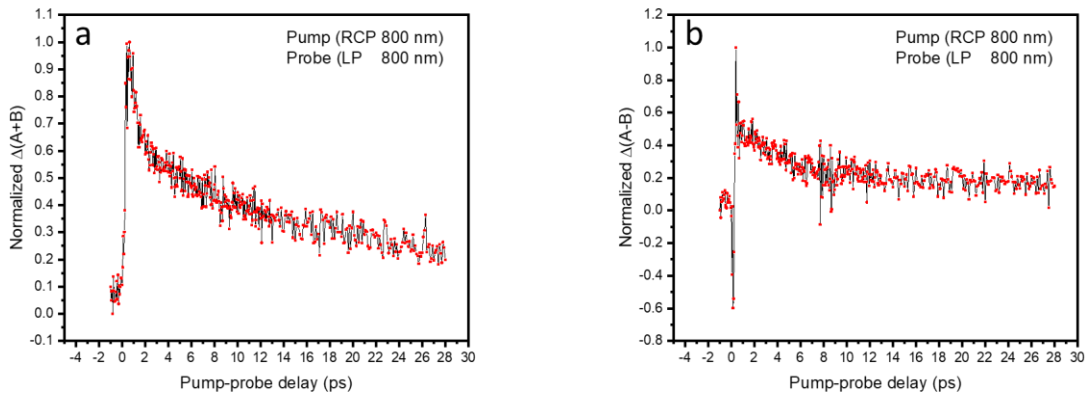 a
Pump (RCP 800 nm)
Probe (LP 800 nm)
Normalized Δ(A+B)
1.1
1.0
0.9
0.8
0.7
0.6
0.5
0.4
0.3
0.2
0.1
0.0
-0.1
-4 -2 0 2 4 6 8 10 12 14 16 18 20 22 24 26 28 30
Pump-probe delay (ps)
b
Pump (RCP 800 nm)
Probe (LP 800 nm)
Normalized Δ(A-B)
1.2
1.0
0.8
0.6
0.4
0.2
0.0
-0.2
-0.4
-0.6
-0.8
-4 -2 0 2 4 6 8 10 12 14 16 18 20 22 24 26 28 30
Pump-probe delay (ps)